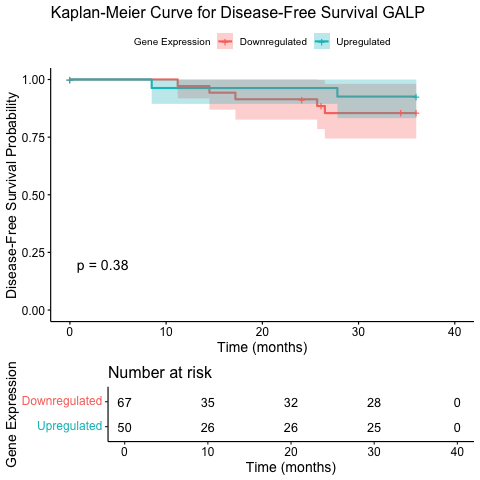 Kaplan-Meier Curve for Disease-Free Survival GALP
Gene Expression Downregulated Upregulated
Disease-Free Survival Probability
1.00
0.75
0.50
0.25
0.00
p = 0.38
0 10 20 30 40
Time (months)
Number at risk
Gene Expression
Downregulated 67 35 32 28 0
Upregulated 50 26 26 25 0
0 10 20 30 40
Time (months)